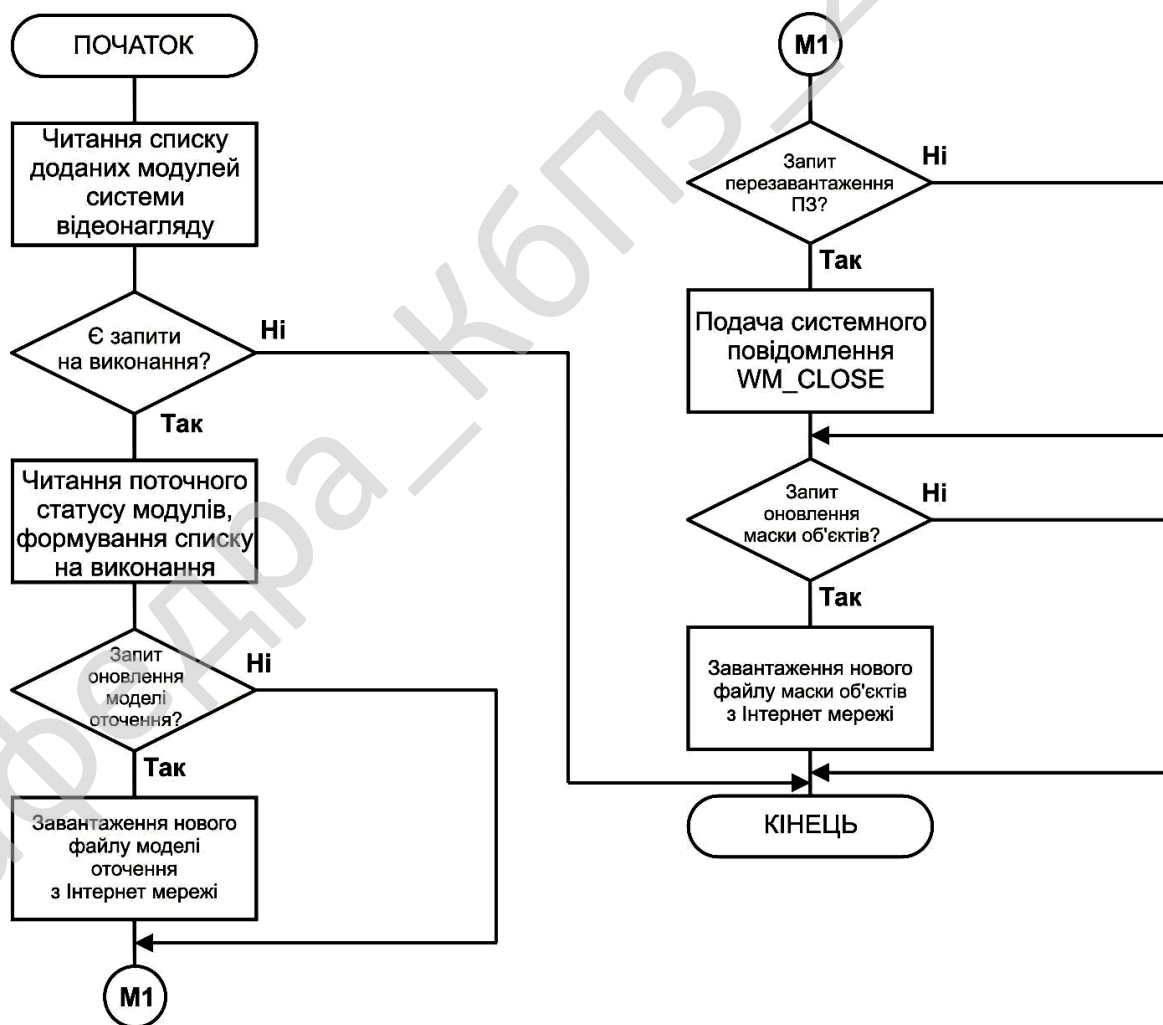 ПОЧАТОК
Читання списку
доданих модулей
системи
відеонагляду
Є запити
на виконання?
Ні
Так
Читання поточного
статусу модулів,
формування списку
на виконання
Запит
оновлення
моделі
оточення?
Ні
Так
Завантаження нового
файлу моделі
оточення
з Інтернет мережі
М1
М1
Запит
перезавантаження
ПЗ?
Ні
Так
Подача системного
повідомлення
WM_CLOSE
Запит
оновлення
маски об'єктів?
Ні
Так
Завантаження нового
файлу маски об'єктів
з Інтернет мережі
КІНЕЦЬ